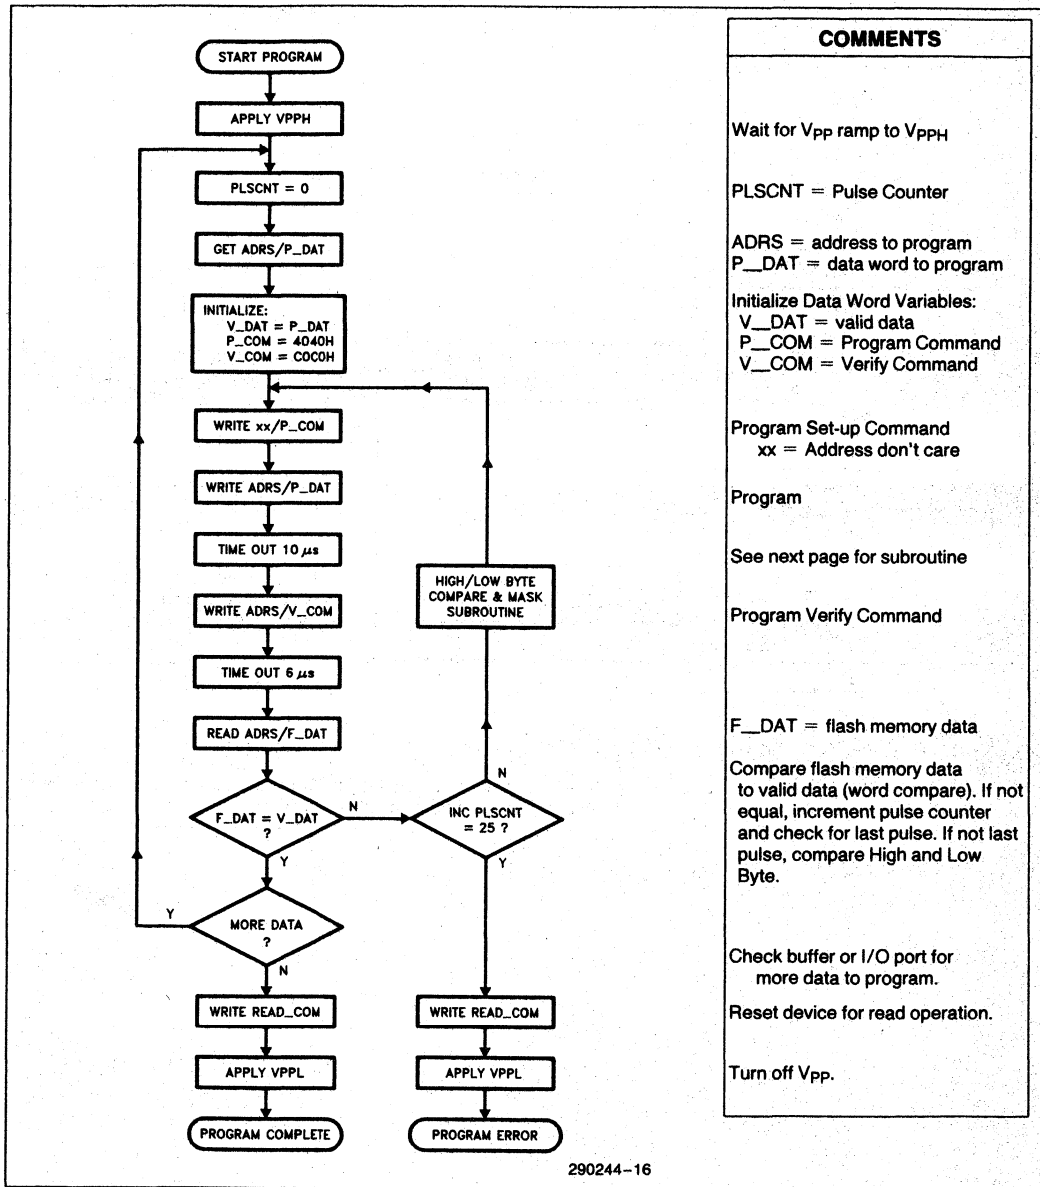 START PROGRAM
APPLY VPPH
PLSCNT = 0
GET ADRS/P_DAT
INITIALIZE:
V_DAT = P_DAT
P_COM = 4040H
V_COM = C0C0H
WRITE xx/P_COM
WRITE ADRS/P_DAT
TIME OUT 10 μs
WRITE ADRS/V_COM
TIME OUT 6 μs
READ ADRS/F_DAT
F_DAT = V_DAT
?
N
Y
MORE DATA
?
Y
N
WRITE READ_COM
APPLY VPPL
PROGRAM COMPLETE
HIGH/LOW BYTE
COMPARE & MASK
SUBROUTINE
N
INC PLSCNT
= 25 ?
Y
WRITE READ_COM
APPLY VPPL
PROGRAM ERROR
COMMENTS
Wait for VPP ramp to VPPH
PLSCNT = Pulse Counter
ADRS = address to program
P__DAT = data word to program
Initialize Data Word Variables:
V__DAT = valid data
P__COM = Program Command
V__COM = Verify Command
Program Set-up Command
xx = Address don't care
Program
See next page for subroutine
Program Verify Command
F__DAT = flash memory data
Compare flash memory data
to valid data (word compare). If not
equal, increment pulse counter
and check for last pulse. If not last
pulse, compare High and Low
Byte.
Check buffer or I/O port for
more data to program.
Reset device for read operation.
Turn off VPP.
290244-16